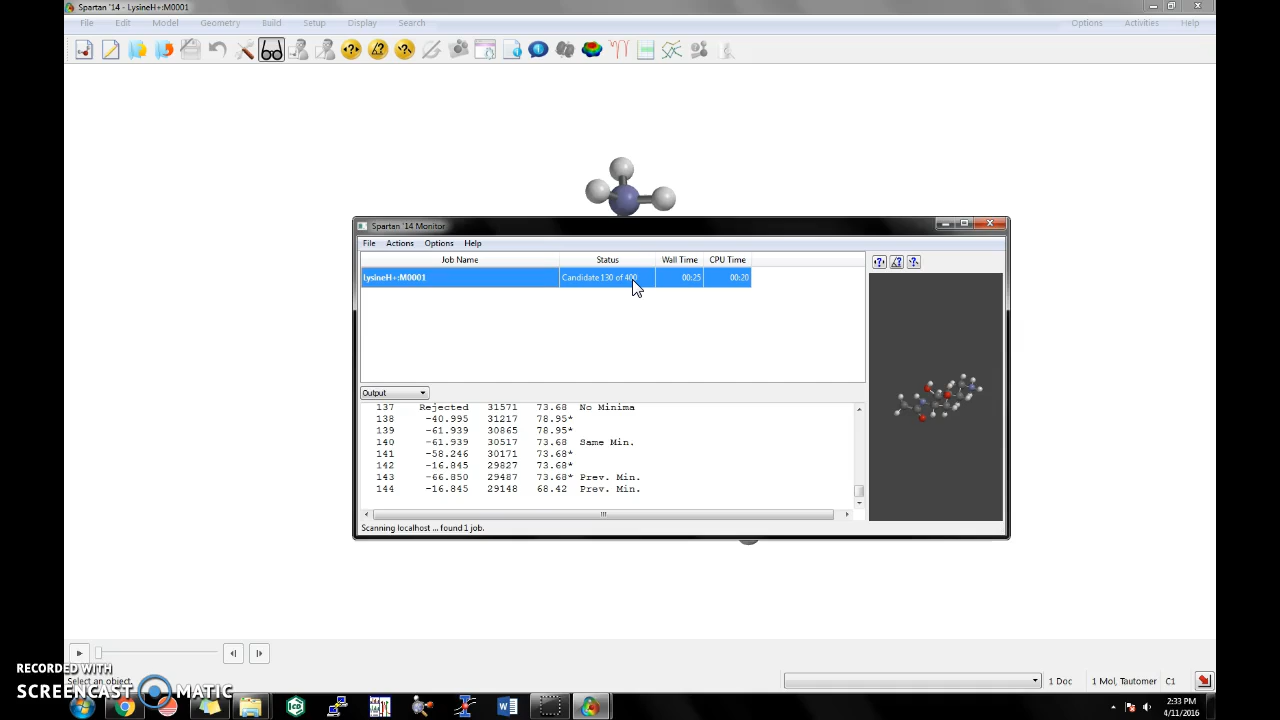 Spartan '14 - LysineH+:M0001
File Edit Model Geometry Build Setup Display Search Options Activities Help
Spartan '14 Monitor
File Actions Options Help
Job Name Status Wall Time CPU Time
LysineH+:M0001 Candidate 130 of 400 00:25 00:20
Output
137 Rejected 31571 73.68 No Minima
138 -40.995 31217 78.95*
139 -61.939 30865 78.95*
140 -61.939 30517 73.68 Same Min.
141 -58.246 30171 73.68*
142 -16.845 29827 73.68*
143 -66.850 29487 73.68* Prev. Min.
144 -16.845 29148 68.42 Prev. Min.
Scanning localhost ... found 1 job.
RECORDED WITH
Select an object.
1 Doc 1 Mol, Tautomer C1
SCREENCAST MATIC
2:33 PM
4/11/2016